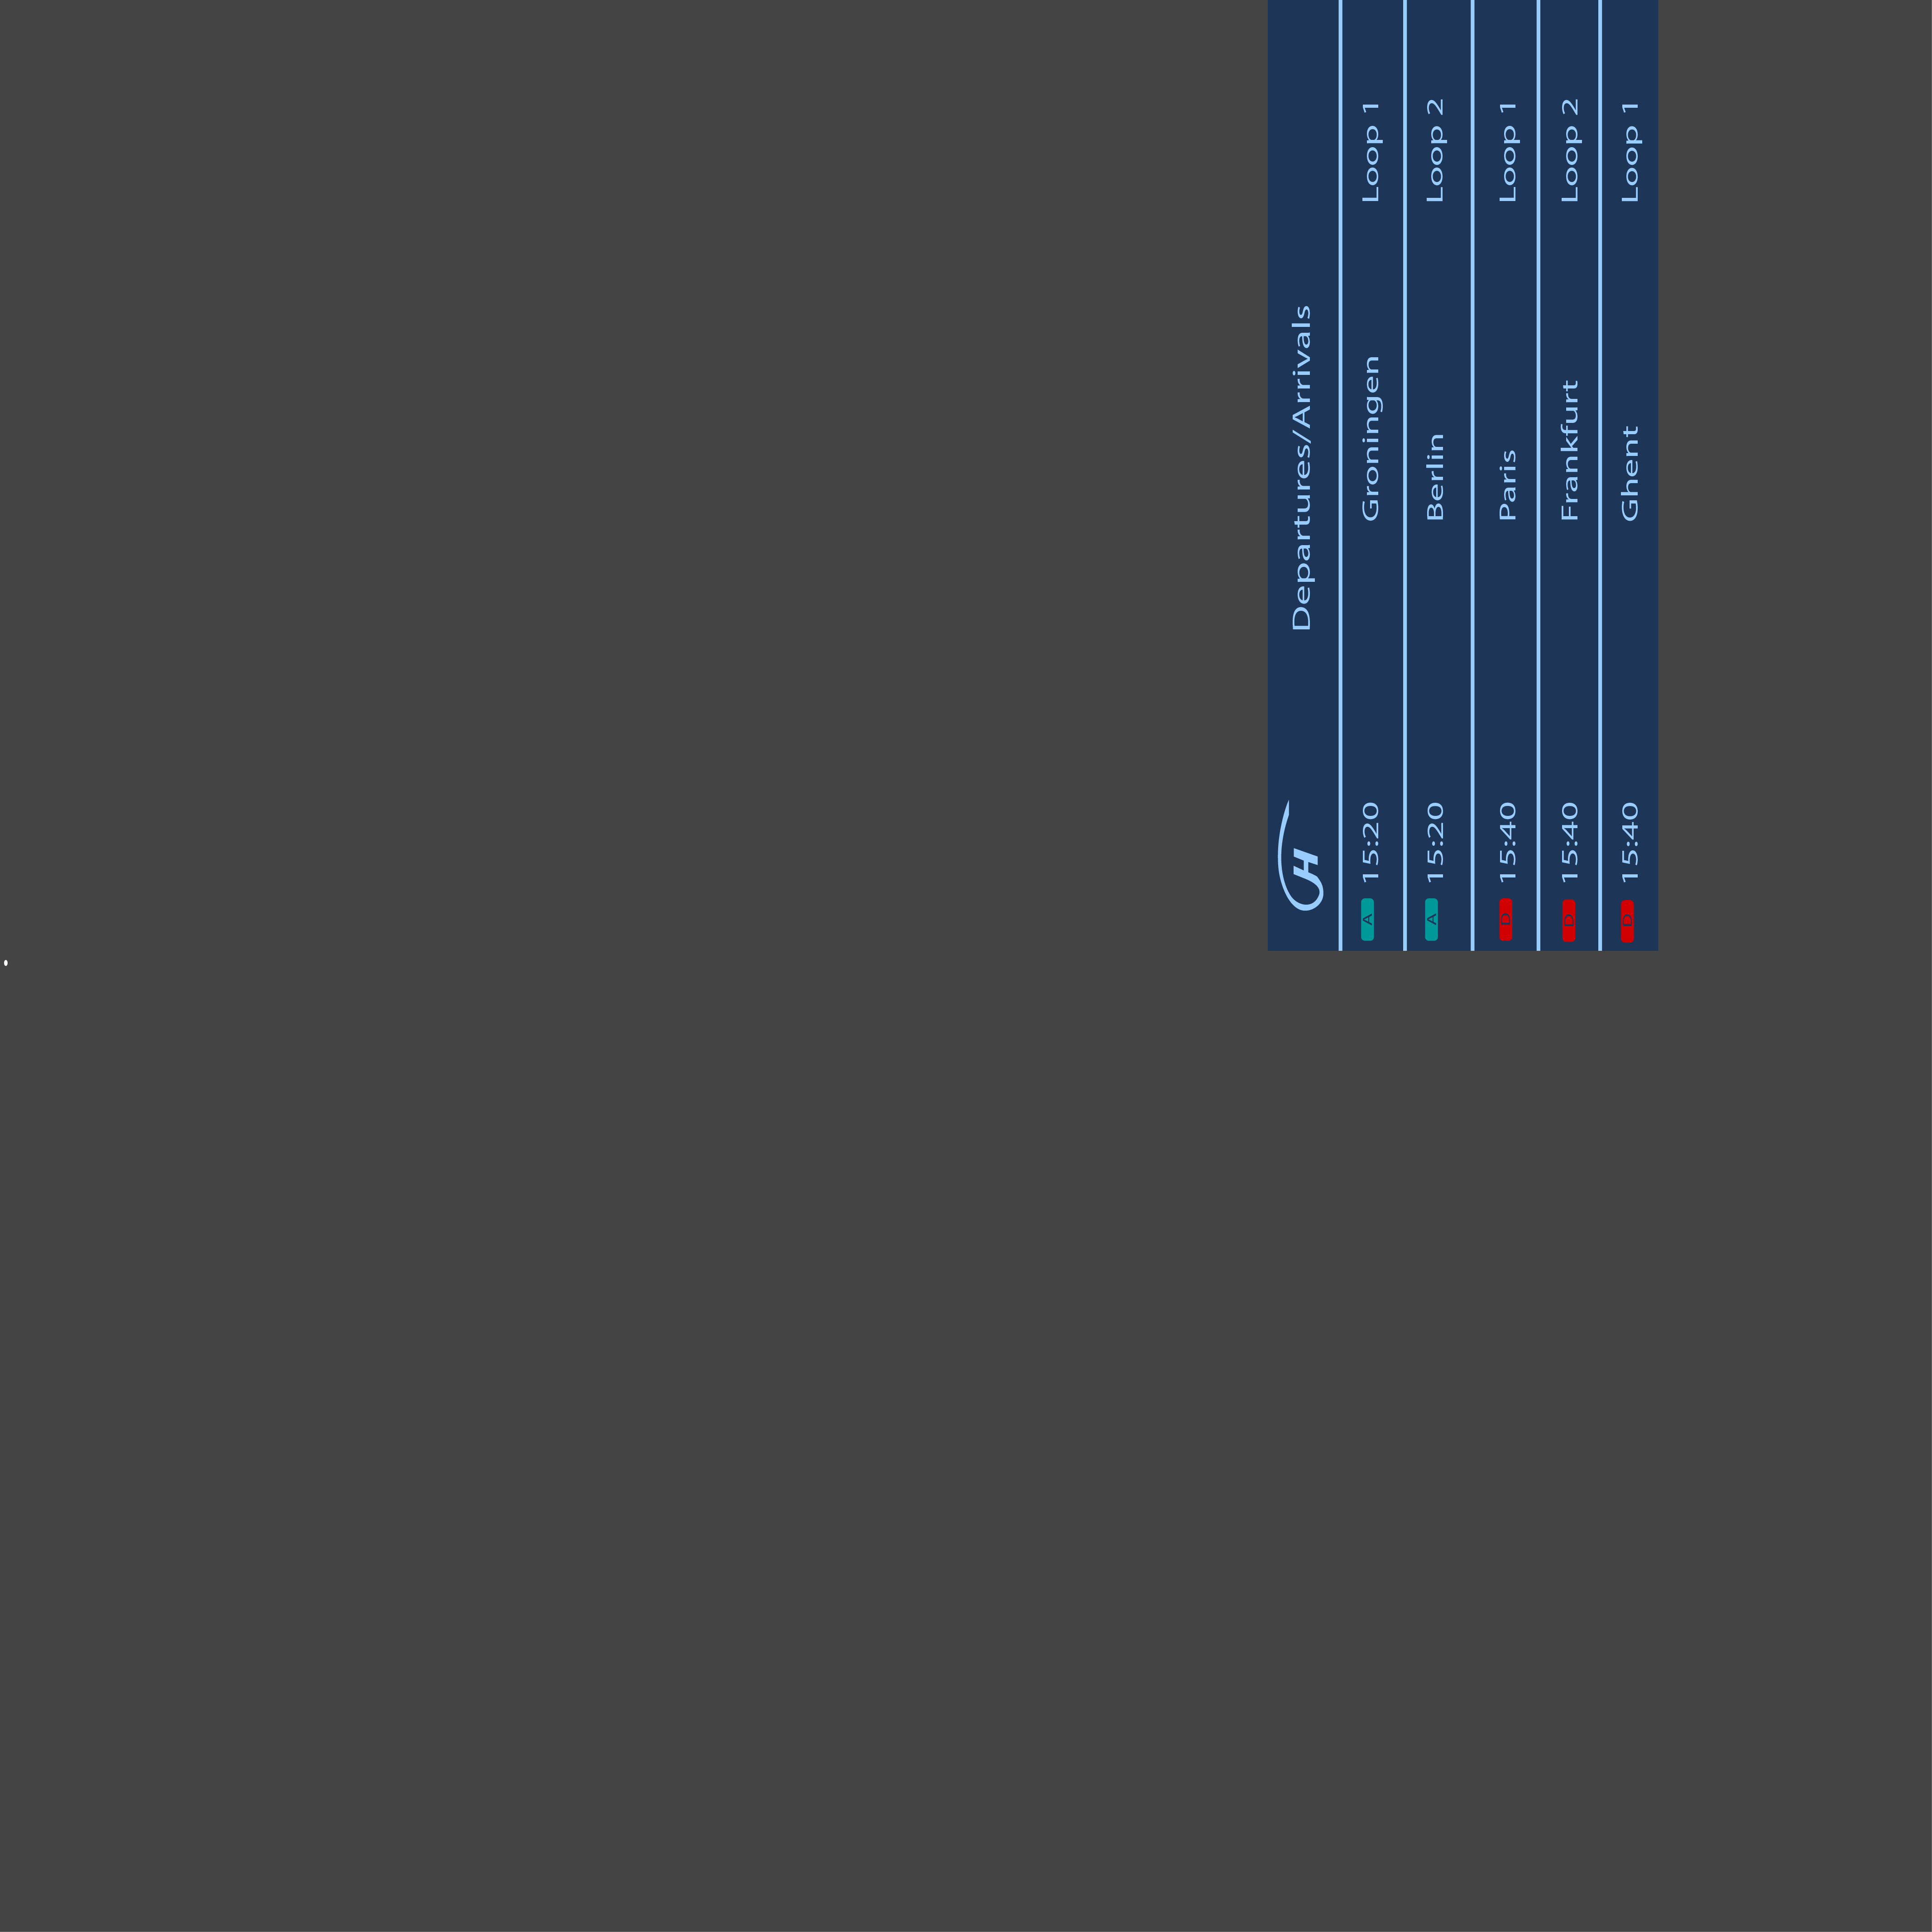 H Departures/Arrivals
A 15:20 Groningen Loop 1
A 15:20 Berlin Loop 2
D 15:40 Paris Loop 1
D 15:40 Frankfurt Loop 2
D 15:40 Ghent Loop 1